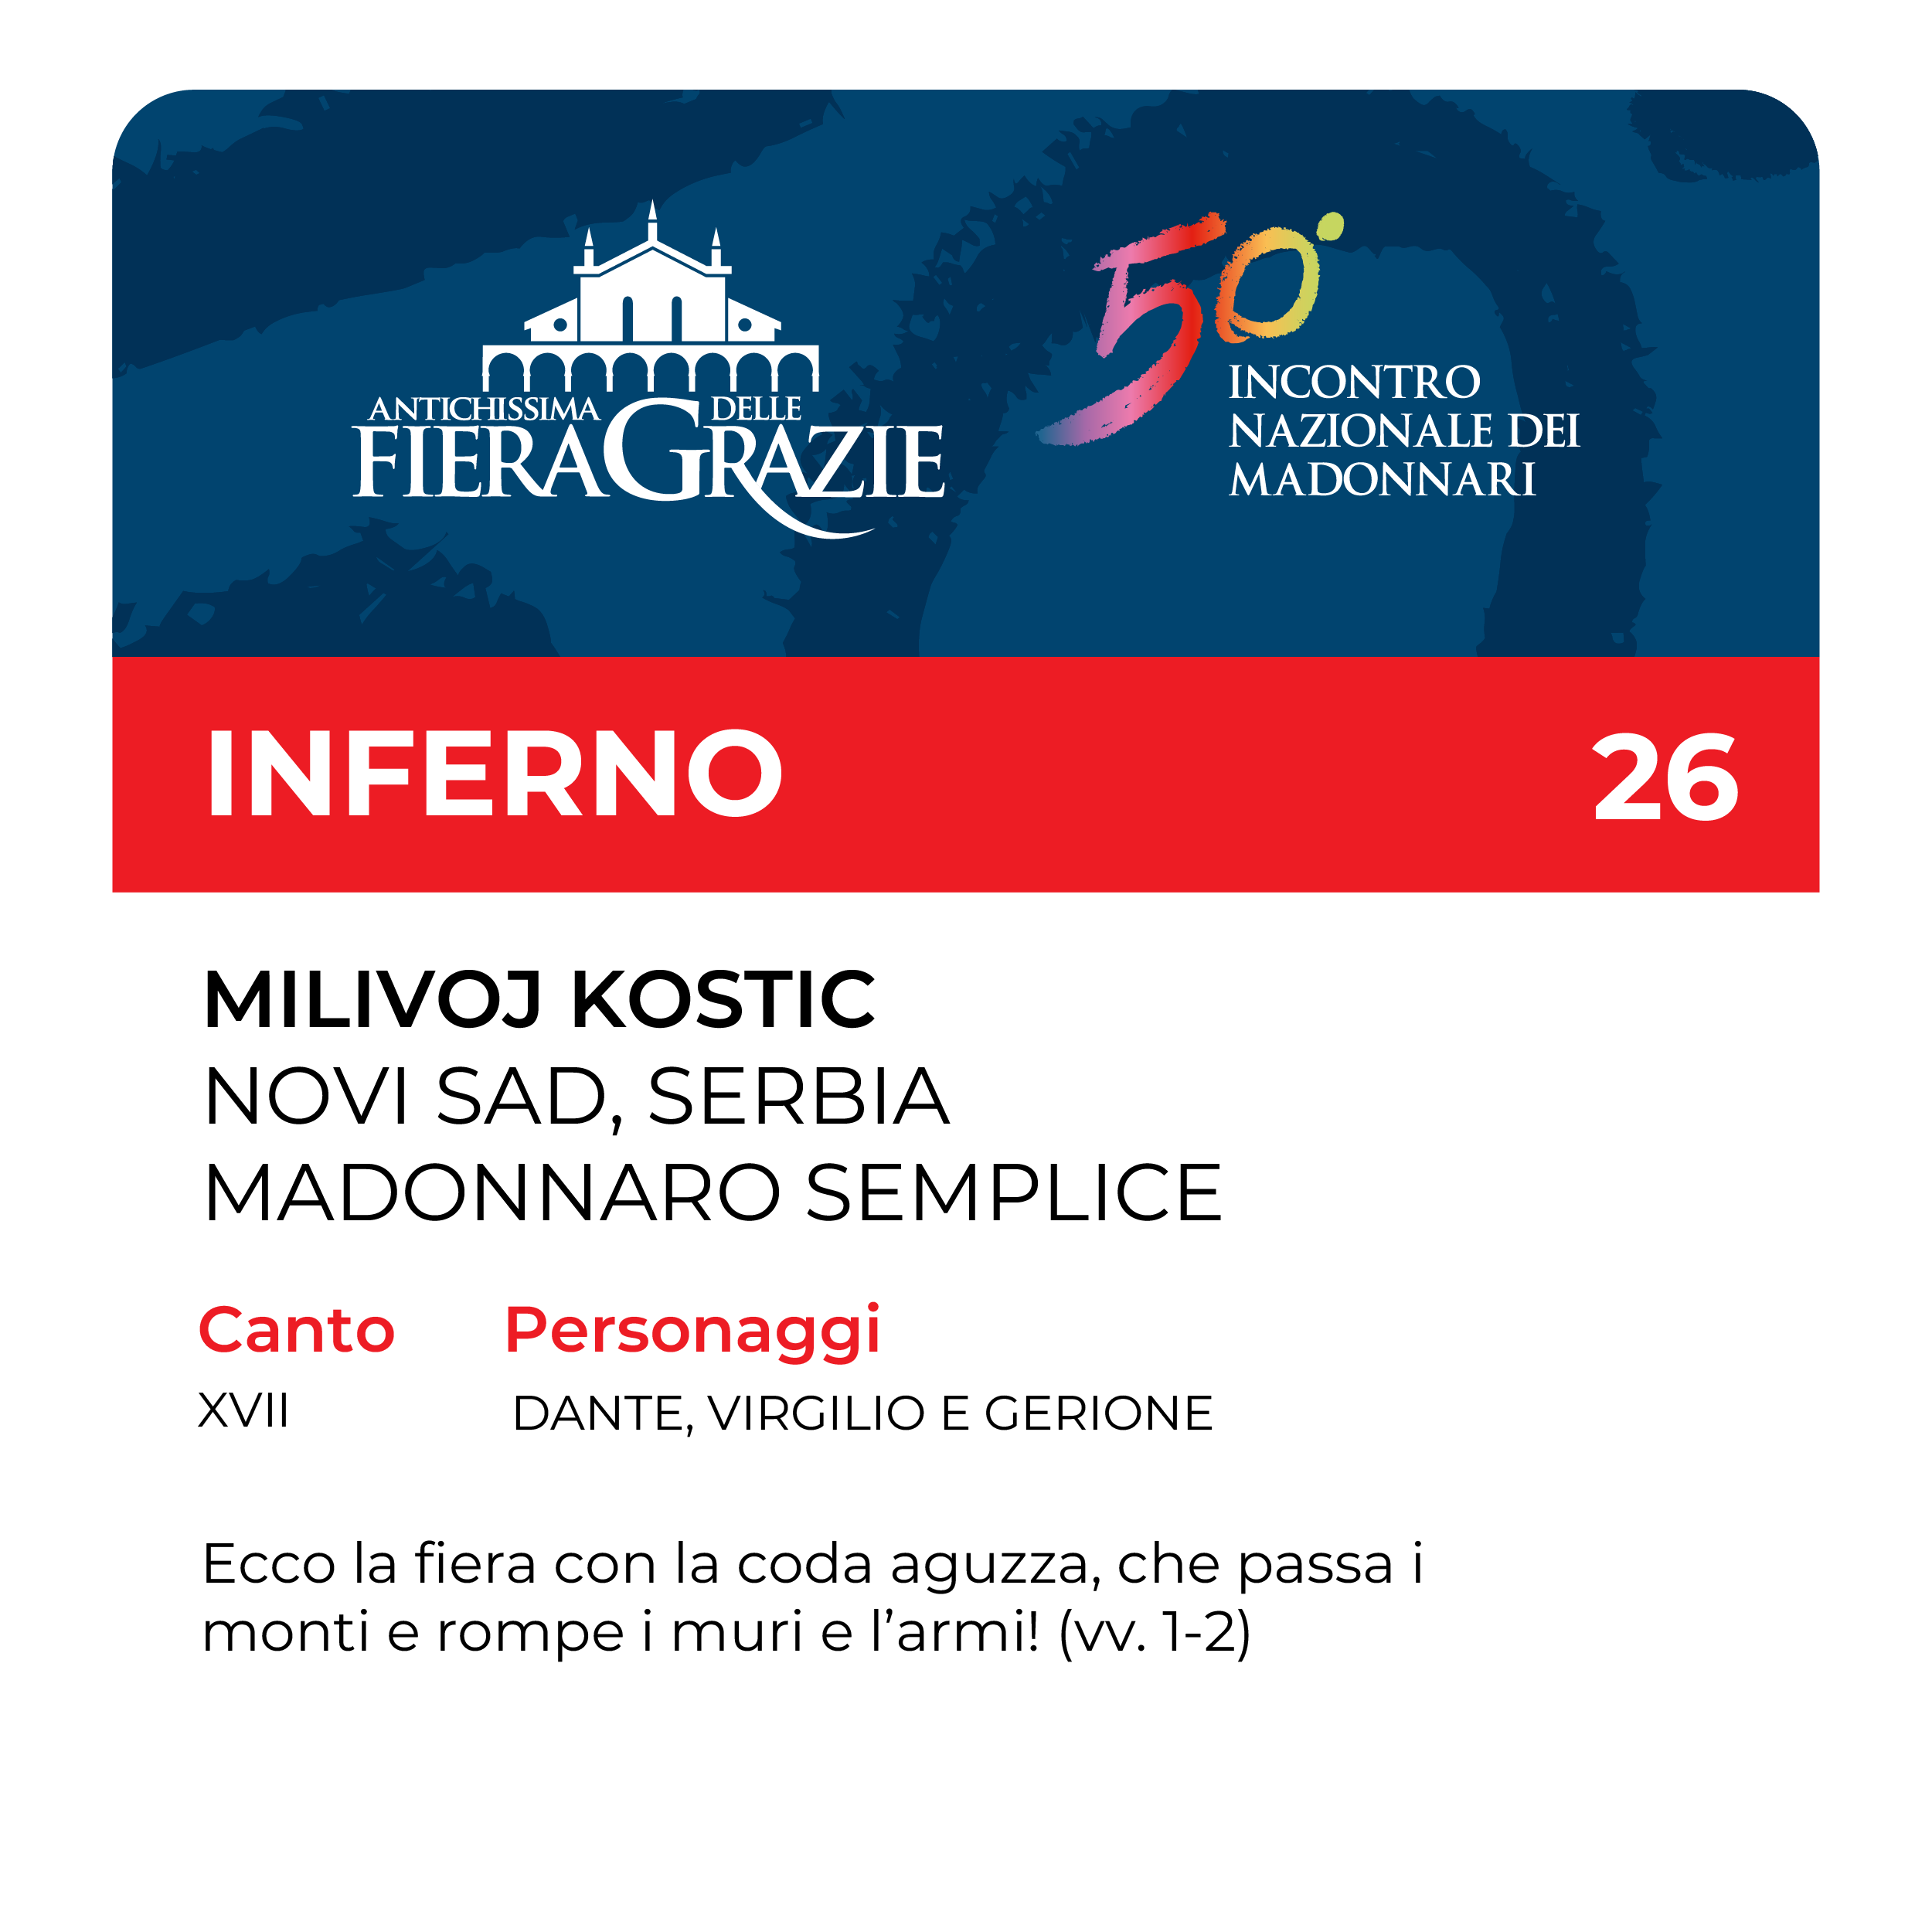 ANTICHISSIMA
FIERA DELLE GRAZIE
50°
INCONTRO
NAZIONALE DEI
MADONNARI
INFERNO 26
MILIVOJ KOSTIC
NOVI SAD, SERBIA
MADONNARO SEMPLICE
Canto Personaggi
XVII DANTE, VIRGILIO E GERIONE
Ecco la fiera con la coda aguzza, che passa i
monti e rompe i muri e l’armi! (vv. 1-2)